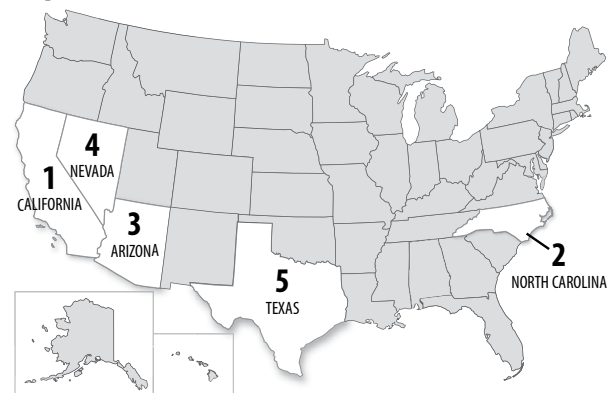 4
NEVADA
1
CALIFORNIA
3
ARIZONA
2
NORTH CAROLINA
5
TEXAS